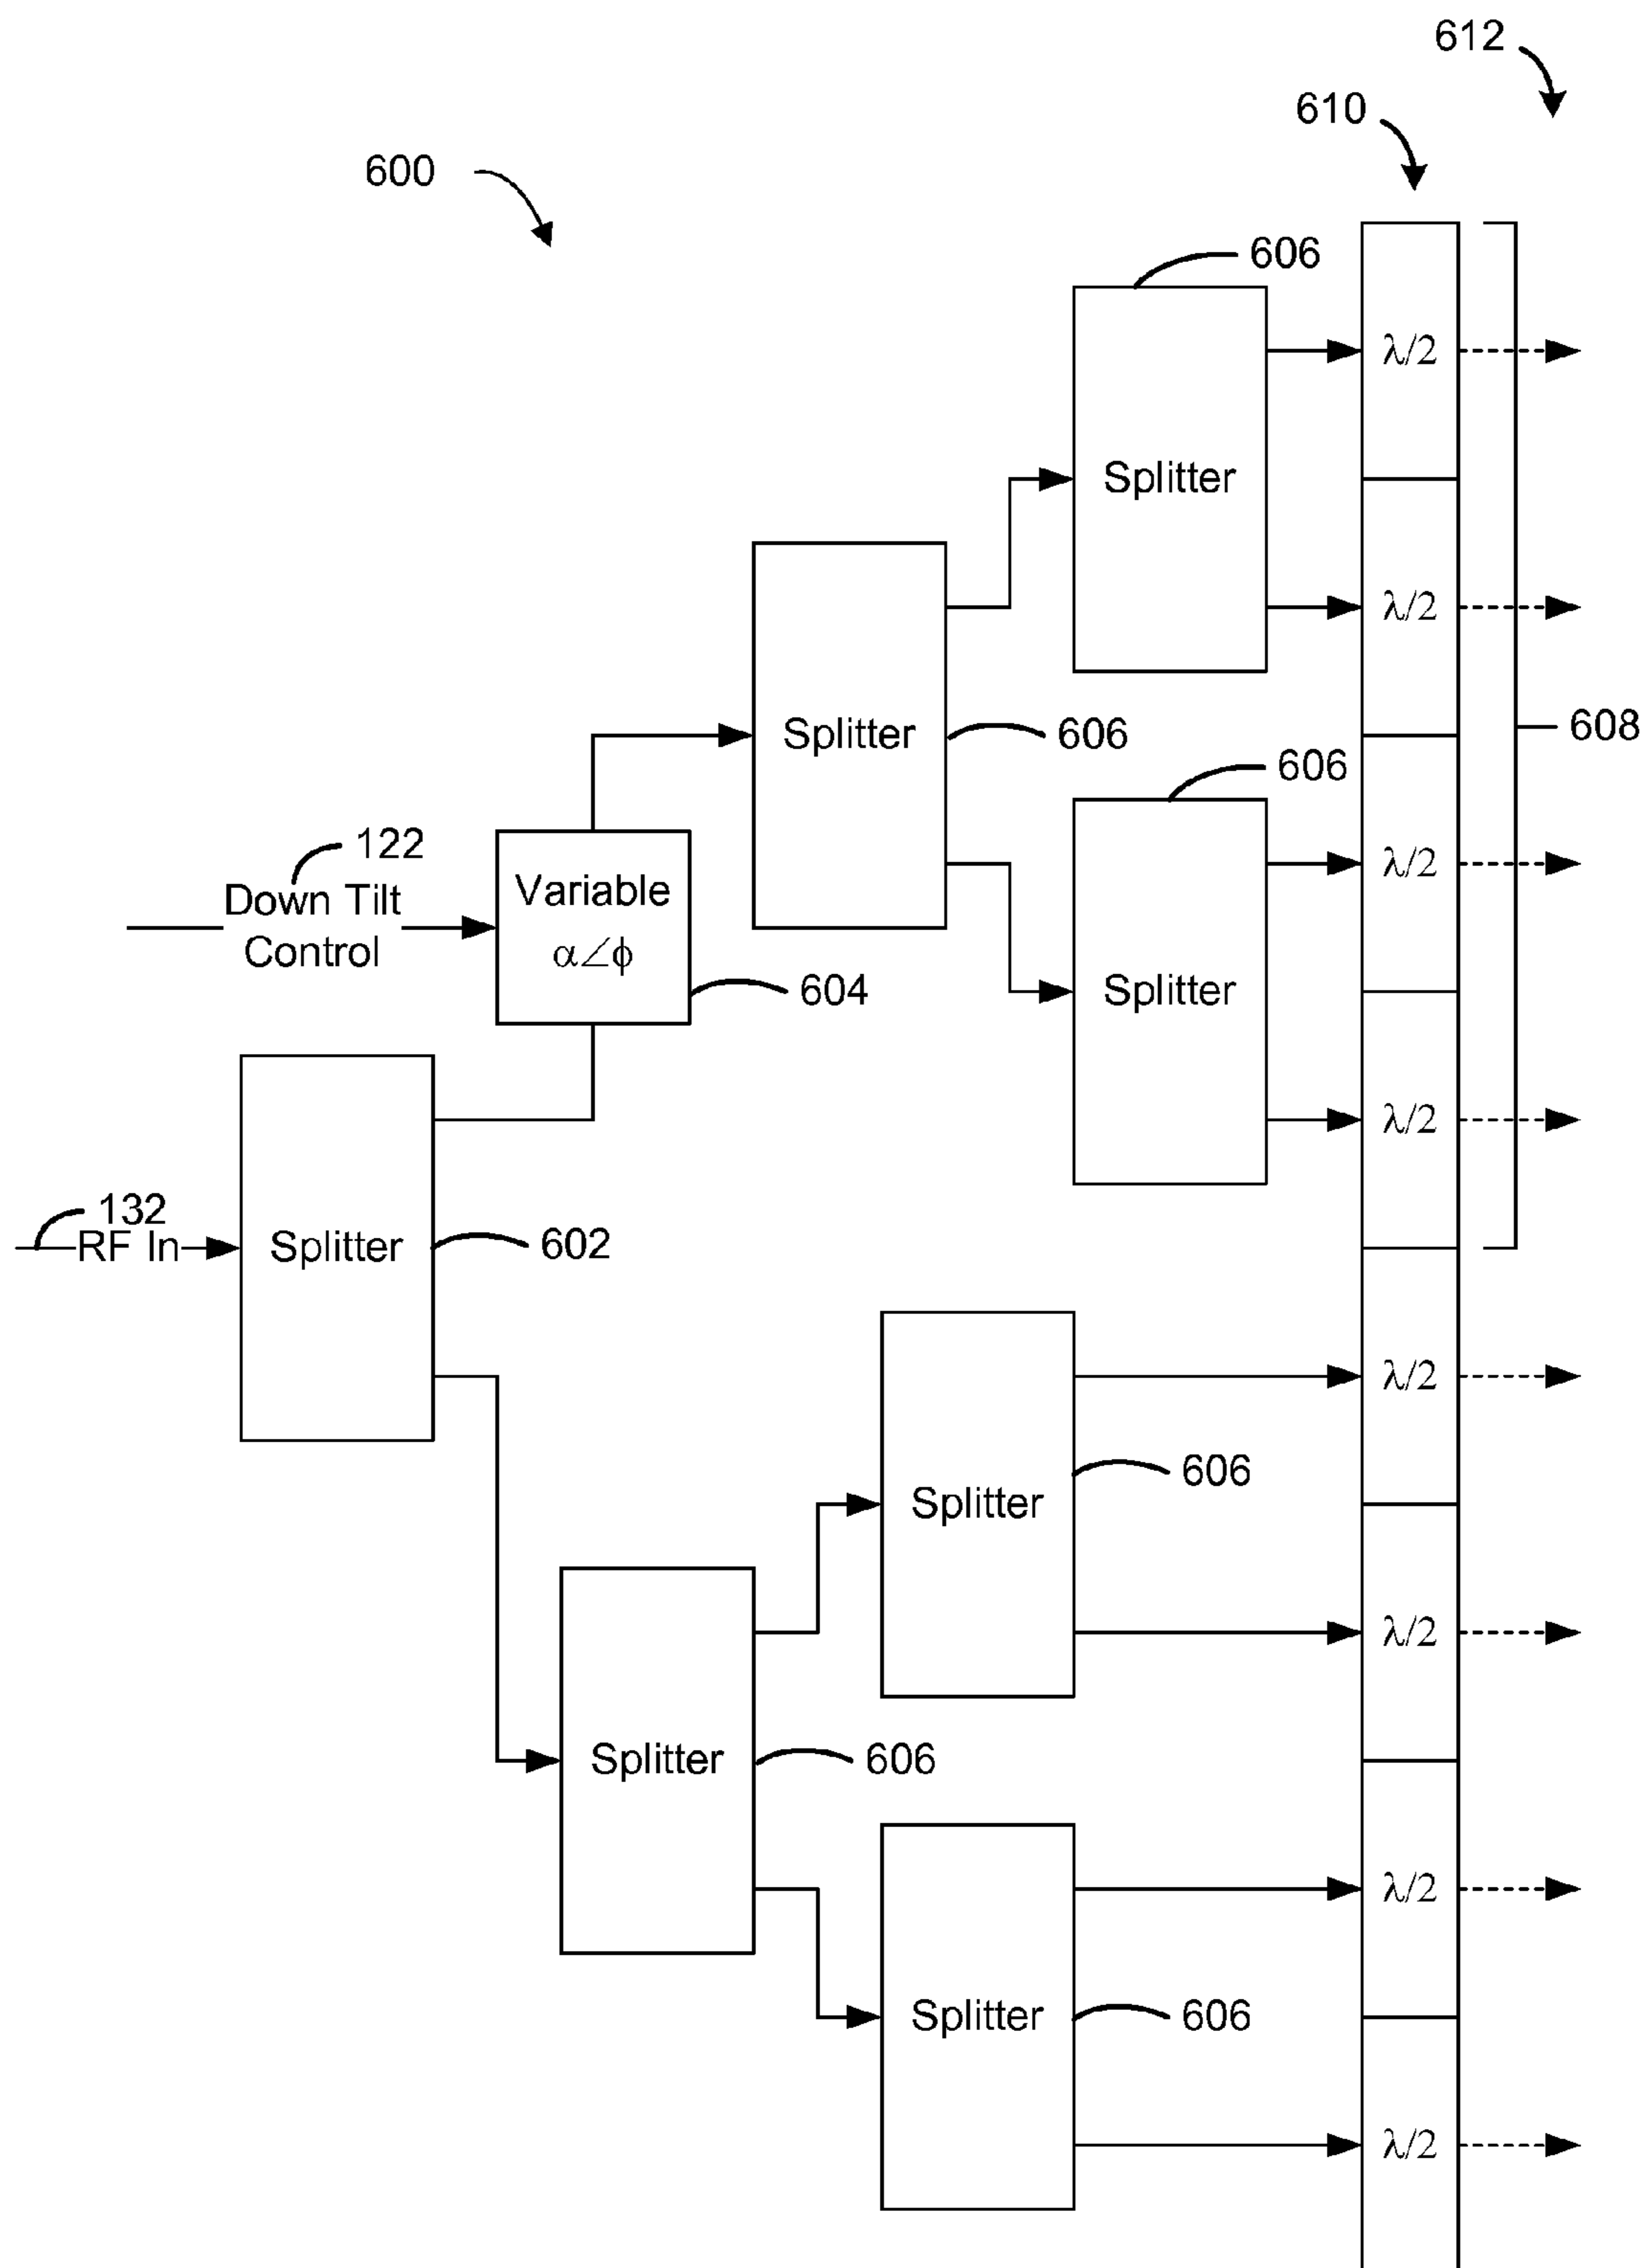 612
610
600
606
λ/2
Splitter
λ/2
Splitter
606
608
606
122
Down Tilt
Control
Variable
α∠ϕ
λ/2
604
Splitter
λ/2
132
RF In
Splitter
602
λ/2
606
Splitter
λ/2
Splitter
606
λ/2
Splitter
606
λ/2